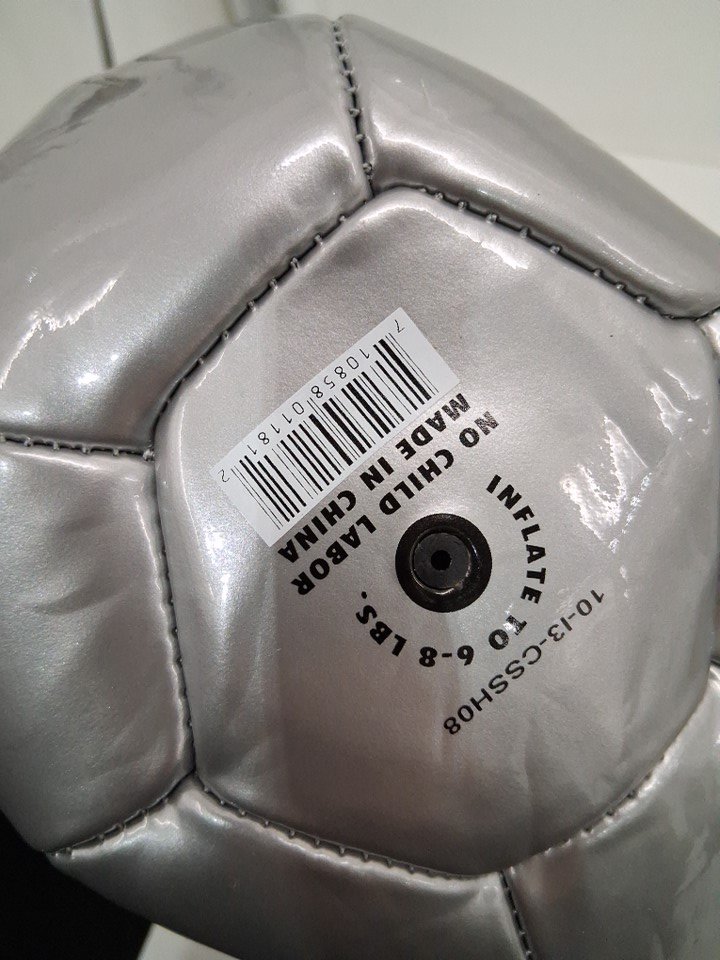 7 10858 01181 2
NO CHILD LABOR
MADE IN CHINA
INFLATE TO 6-8 LBS.
10-13-CSSH08